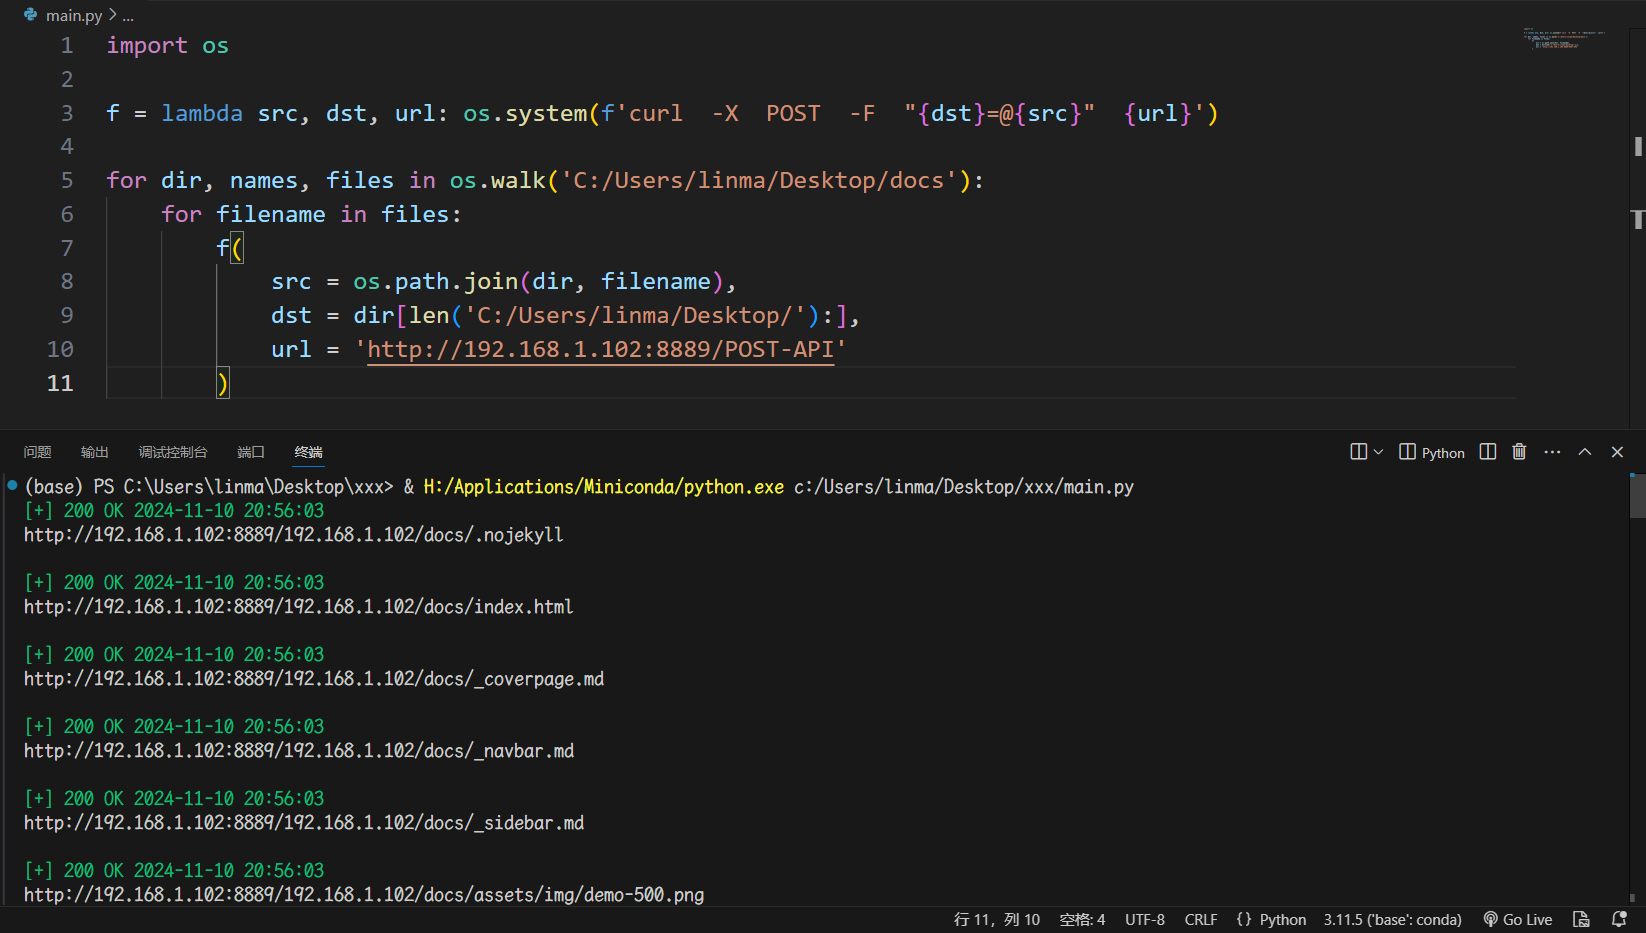 main.py > ...
1 import os
2
3 f = lambda src, dst, url: os.system(f'curl  -X  POST  -F  "{dst}=@{src}"  {url}')
4
5 for dir, names, files in os.walk('C:/Users/linma/Desktop/docs'):
6     for filename in files:
7         f(
8             src = os.path.join(dir, filename),
9             dst = dir[len('C:/Users/linma/Desktop/'):],
10             url = 'http://192.168.1.102:8889/POST-API'
11         )
问题 输出 调试控制台 端口 终端 Python
(base) PS C:\Users\linma\Desktop\xxx> & H:/Applications/Miniconda/python.exe c:/Users/linma/Desktop/xxx/main.py
[+] 200 OK 2024-11-10 20:56:03
http://192.168.1.102:8889/192.168.1.102/docs/.nojekyll
[+] 200 OK 2024-11-10 20:56:03
http://192.168.1.102:8889/192.168.1.102/docs/index.html
[+] 200 OK 2024-11-10 20:56:03
http://192.168.1.102:8889/192.168.1.102/docs/_coverpage.md
[+] 200 OK 2024-11-10 20:56:03
http://192.168.1.102:8889/192.168.1.102/docs/_navbar.md
[+] 200 OK 2024-11-10 20:56:03
http://192.168.1.102:8889/192.168.1.102/docs/_sidebar.md
[+] 200 OK 2024-11-10 20:56:03
http://192.168.1.102:8889/192.168.1.102/docs/assets/img/demo-500.png
行 11，列 10 空格: 4 UTF-8 CRLF {} Python 3.11.5 ('base': conda) Go Live